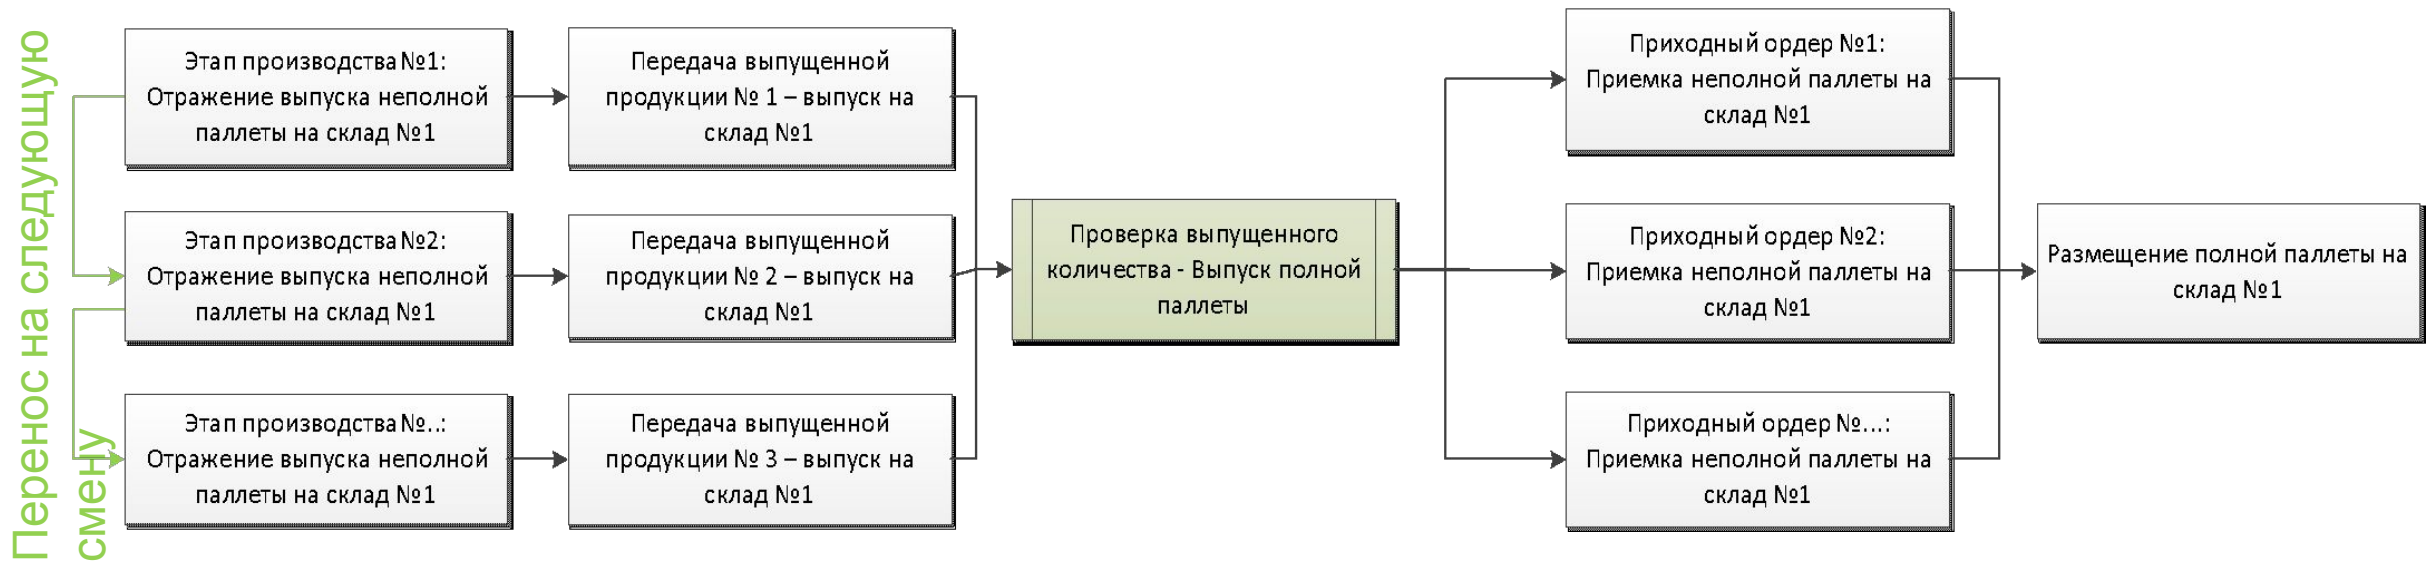 Перенос на следующую
смену
Этап производства №1:
Отражение выпуска неполной
паллеты на склад №1
Передача выпущенной
продукции № 1 – выпуск на
склад №1
Этап производства №2:
Отражение выпуска неполной
паллеты на склад №1
Передача выпущенной
продукции № 2 – выпуск на
склад №1
Этап производства №..:
Отражение выпуска неполной
паллеты на склад №1
Передача выпущенной
продукции № 3 – выпуск на
склад №1
Проверка выпущенного
количества - Выпуск полной
паллеты
Приходный ордер №1:
Приемка неполной паллеты на
склад №1
Приходный ордер №2:
Приемка неполной паллеты на
склад №1
Приходный ордер №...:
Приемка неполной паллеты на
склад №1
Размещение полной паллеты на
склад №1